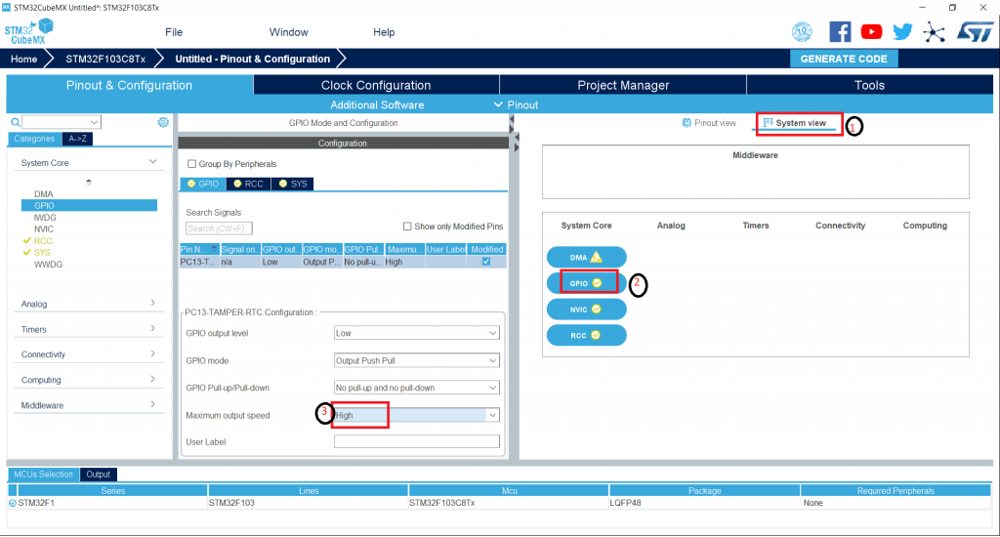 STM32CubeMX Untitled*: STM32F103C8Tx
STM32
CubeMX
File Window Help
10
Home STM32F103C8Tx Untitled - Pinout & Configuration GENERATE CODE
Pinout & Configuration Clock Configuration Project Manager Tools
Additional Software Pinout
GPIO Mode and Configuration
Pinout view System view 1
Categories A->Z
Configuration
Middleware
System Core
Group By Peripherals
GPIO RCC SYS
DMA
GPIO
IWDG
NVIC
RCC
SYS
WWDG
Search Signals
Search (Crtl+F) Show only Modified Pins
Pin N... Signal on... GPIO out... GPIO mo... GPIO Pul... Maximu... User Label Modified
PC13-T... n/a Low Output P... No pull-u... High
System Core Analog Timers Connectivity Computing
DMA
GPIO 2
NVIC
RCC
Analog
Timers
Connectivity
Computing
Middleware
PC13-TAMPER-RTC Configuration :
GPIO output level Low
GPIO mode Output Push Pull
GPIO Pull-up/Pull-down No pull-up and no pull-down
Maximum output speed 3 High
User Label
MCUs Selection Output
Series Lines Mcu Package Required Peripherals
STM32F1 STM32F103 STM32F103C8Tx LQFP48 None